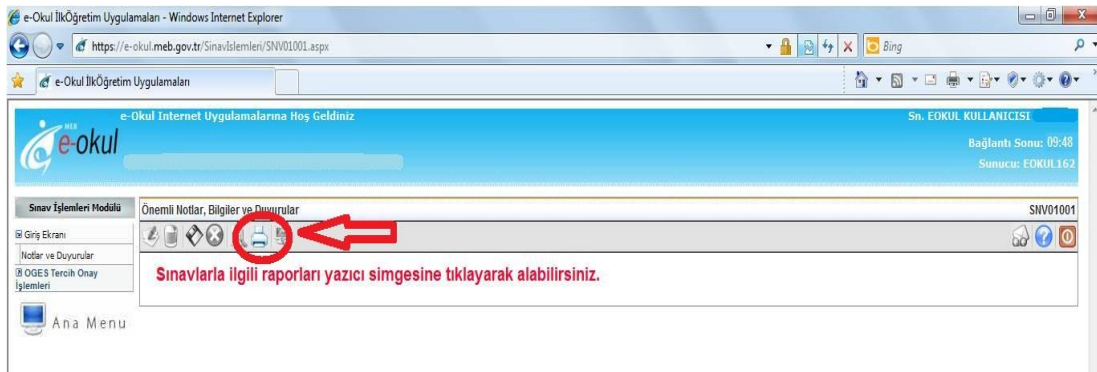 e-Okul İlkÖğretim Uygulamaları - Windows Internet Explorer
https://e-okul.meb.gov.tr/SinavIslemleri/SNV01001.aspx
Bing
e-Okul İlkÖğretim Uygulamaları
e-Okul Internet Uygulamalarına Hoş Geldiniz
Sn. EOKUL KULLANICISI
MEB
e-okul
Bağlantı Sonu: 09:48
Sunucu: EOKUL162
Sınav İşlemleri Modülü
Önemli Notlar, Bilgiler ve Duyurular
SNV01001
Giriş Ekranı
Notlar ve Duyurular
OGES Tercih Onay
İşlemleri
Sınavlarla ilgili raporları yazıcı simgesine tıklayarak alabilirsiniz.
Ana Menu